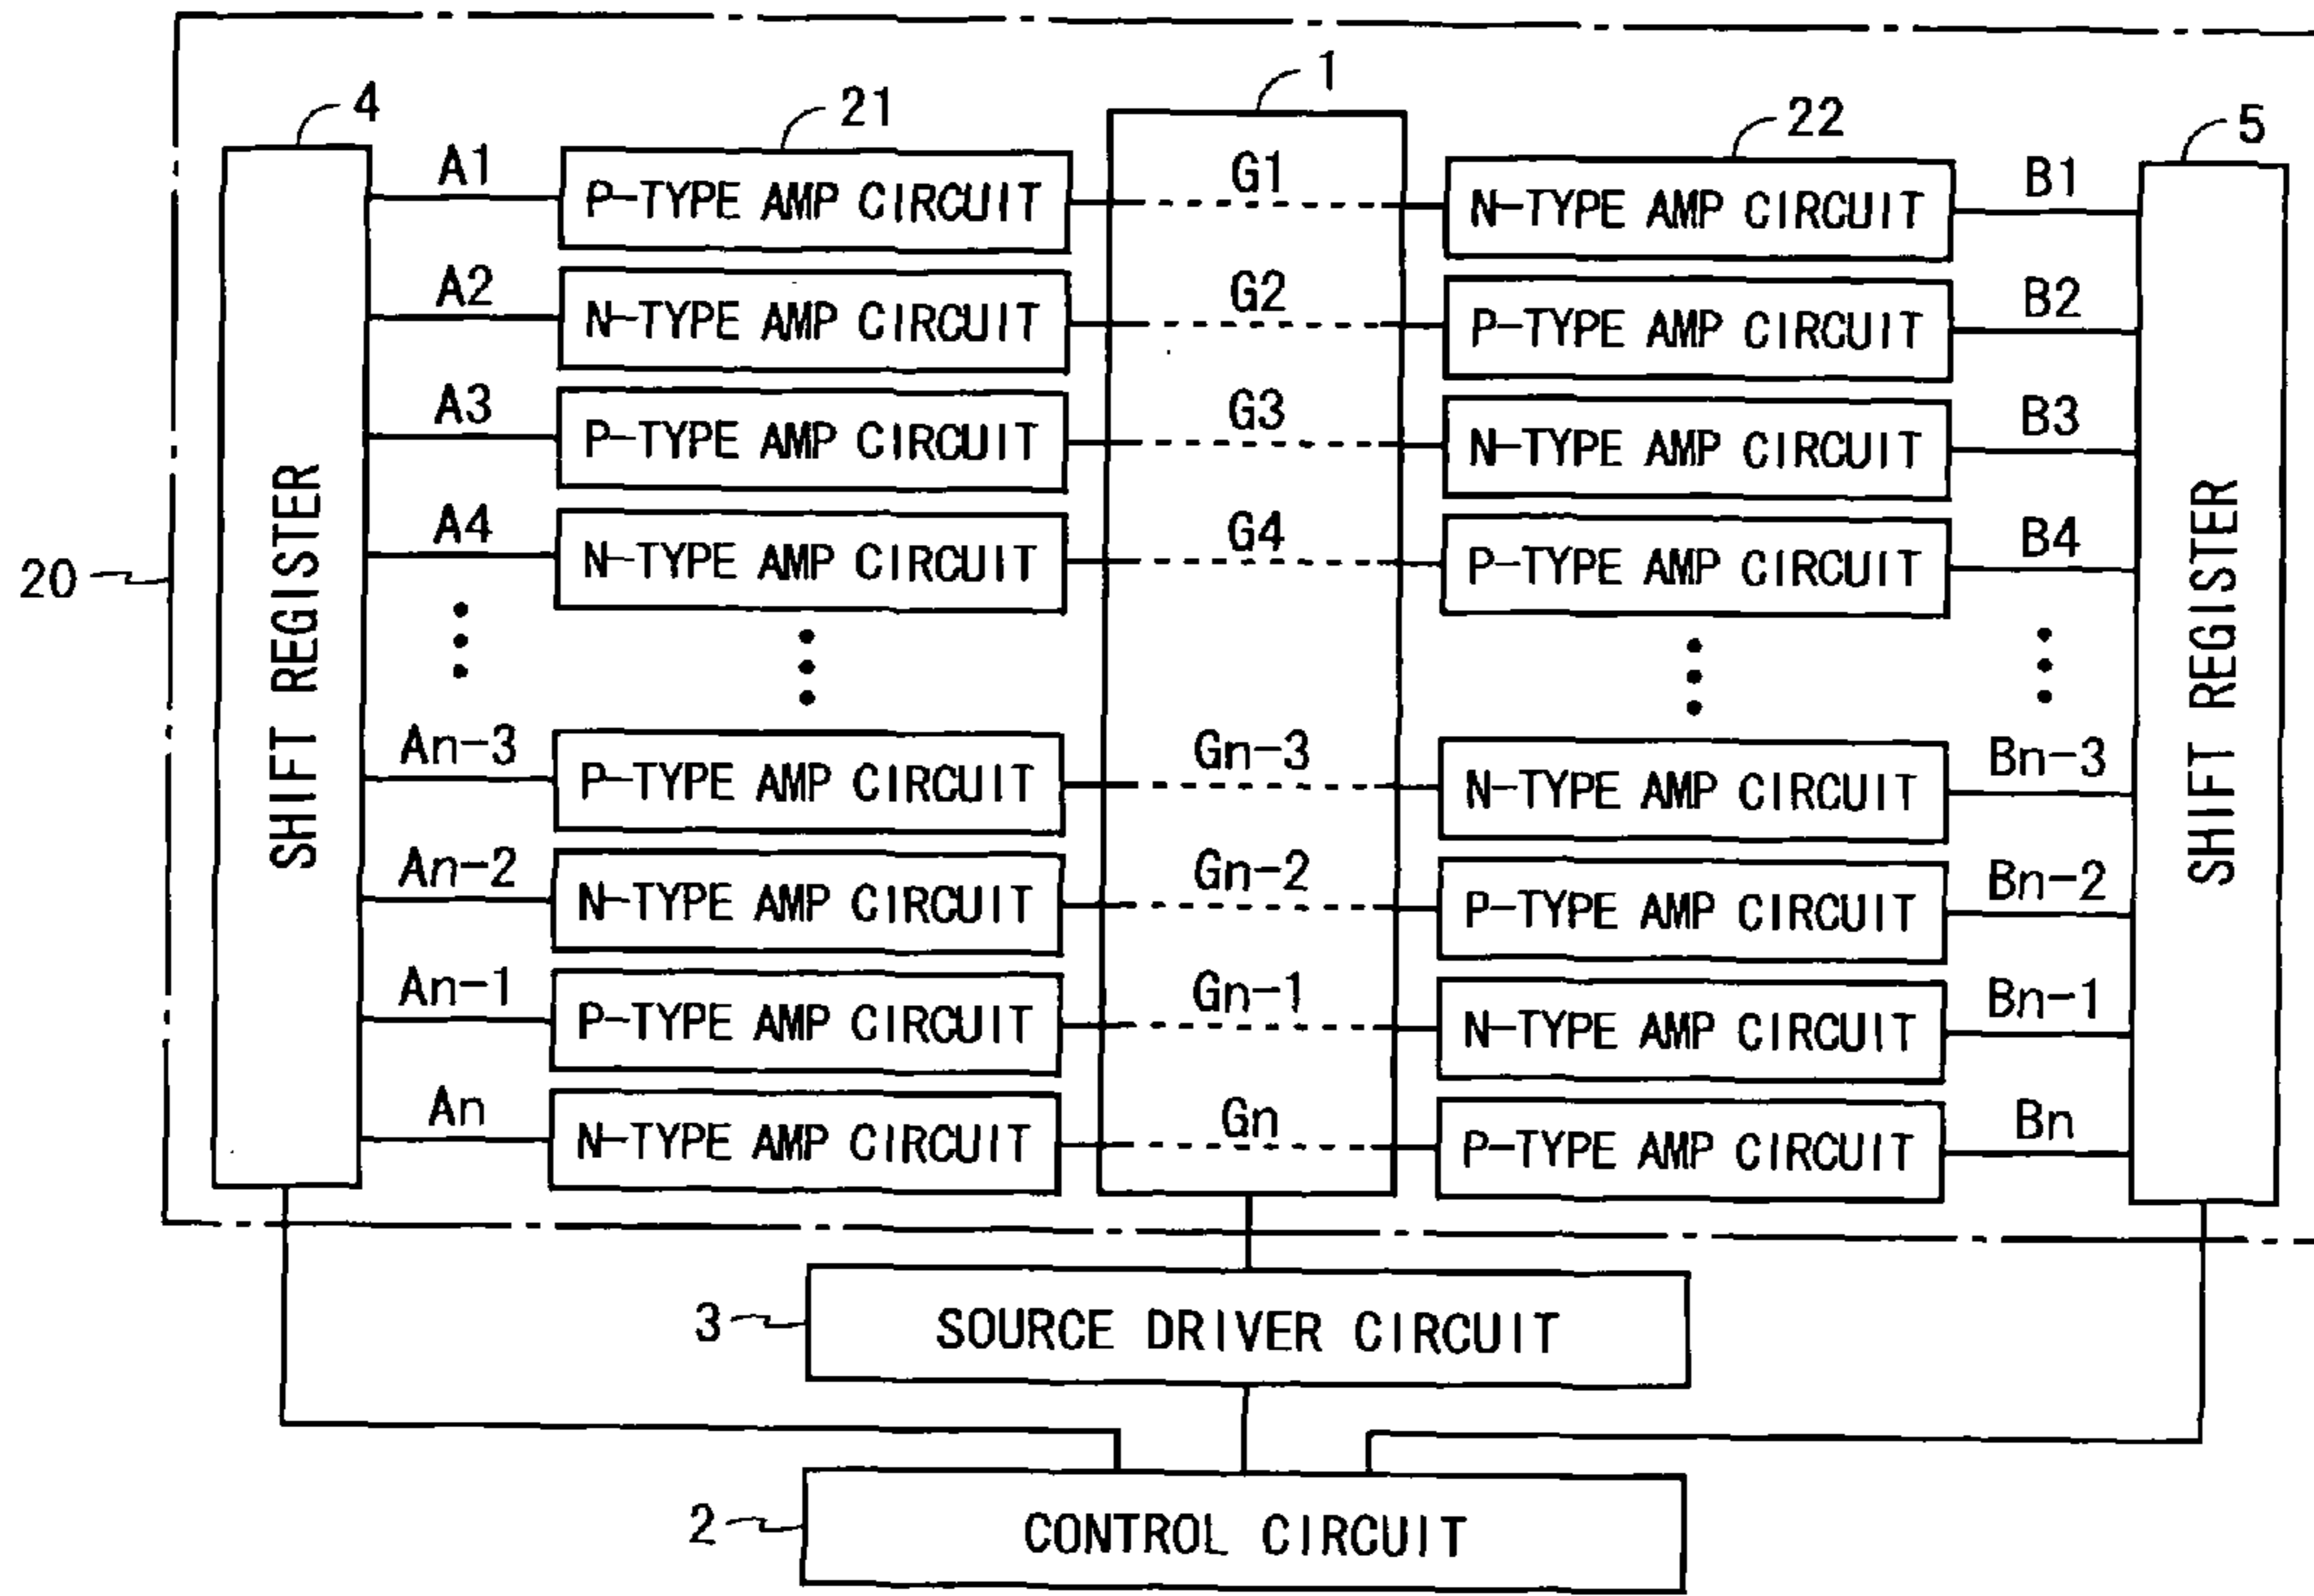 1
4
21
22
5
A1
P-TYPE AMP CIRCUIT
G1
N-TYPE AMP CIRCUIT
B1
A2
N-TYPE AMP CIRCUIT
G2
P-TYPE AMP CIRCUIT
B2
A3
P-TYPE AMP CIRCUIT
G3
N-TYPE AMP CIRCUIT
B3
A4
N-TYPE AMP CIRCUIT
G4
P-TYPE AMP CIRCUIT
B4
20
SHIFT REGISTER
SHIFT REGISTER
An-3
P-TYPE AMP CIRCUIT
Gn-3
N-TYPE AMP CIRCUIT
Bn-3
An-2
N-TYPE AMP CIRCUIT
Gn-2
P-TYPE AMP CIRCUIT
Bn-2
An-1
P-TYPE AMP CIRCUIT
Gn-1
N-TYPE AMP CIRCUIT
Bn-1
An
N-TYPE AMP CIRCUIT
Gn
P-TYPE AMP CIRCUIT
Bn
3
SOURCE DRIVER CIRCUIT
2
CONTROL CIRCUIT